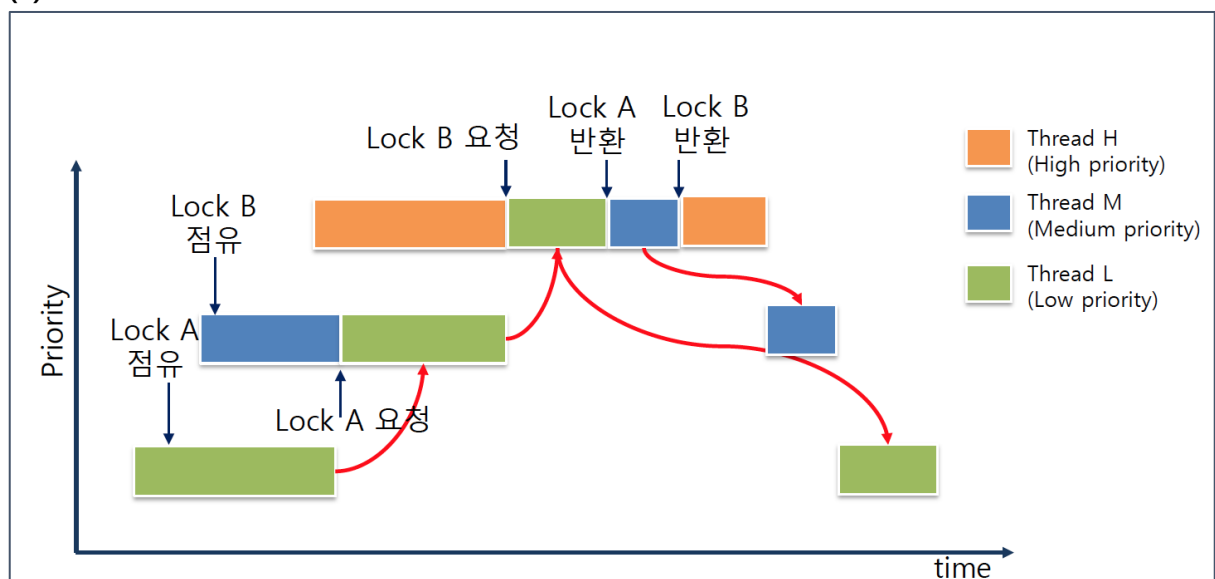 Lock A
반환
Lock B
반환
Lock B 요청
Thread H
(High priority)
Lock B
점유
Thread M
(Medium priority)
Thread L
(Low priority)
Lock A
점유
Priority
Lock A 요청
time